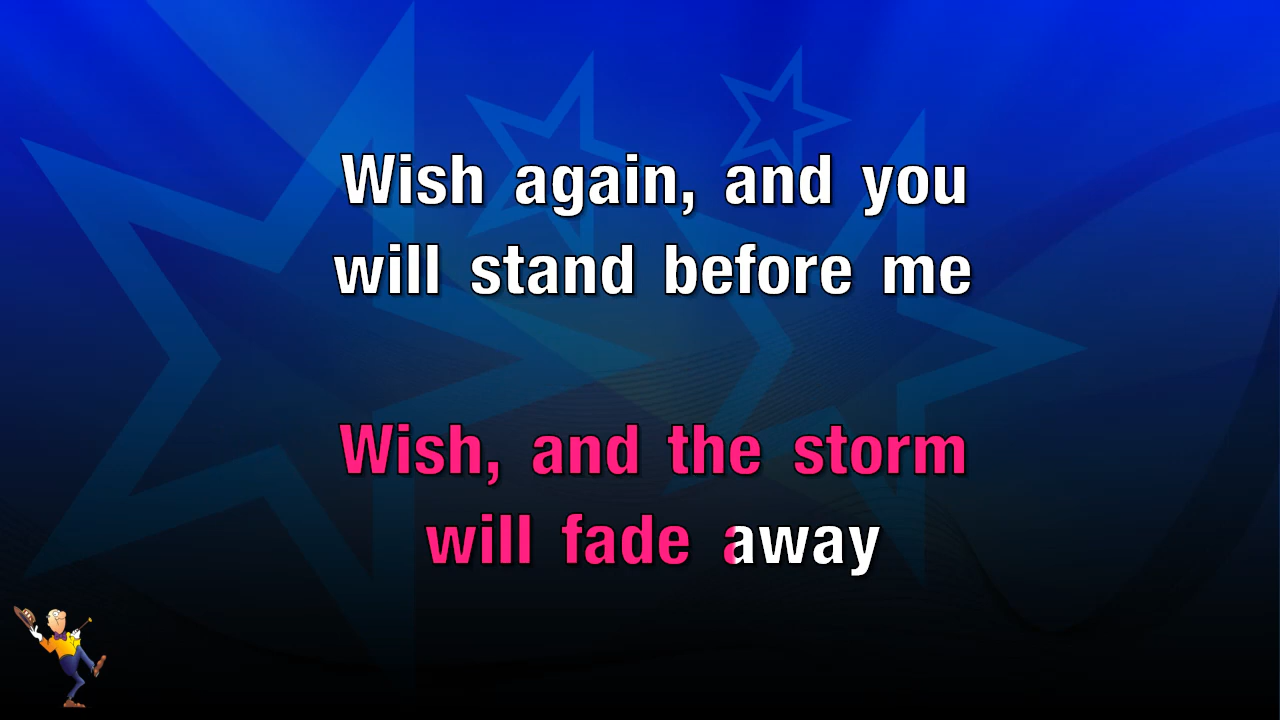 Wish again, and you
will stand before me
Wish, and the storm
will fade away